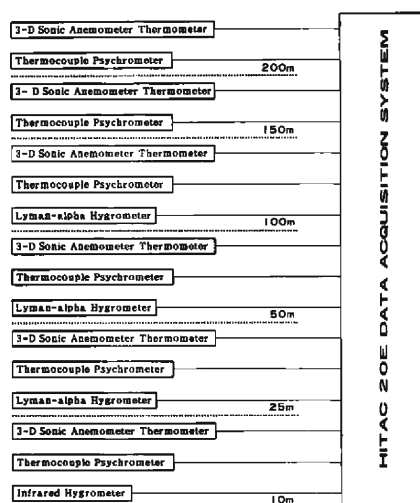 3-D Sonic Anemometer Thermometer
Thermocouple Psychrometer
200m
3-D Sonic Anemometer Thermometer
Thermocouple Psychrometer
150m
3-D Sonic Anemometer Thermometer
Thermocouple Psychrometer
Lyman-alpha Hygrometer
100m
3-D Sonic Anemometer Thermometer
Thermocouple Psychrometer
Lyman-alpha Hygrometer
50m
3-D Sonic Anemometer Thermometer
Thermocouple Psychrometer
Lyman-alpha Hygrometer
25m
3-D Sonic Anemometer Thermometer
Thermocouple Psychrometer
Infrared Hygrometer
10m
HITAC 20E DATA ACQUISITION SYSTEM